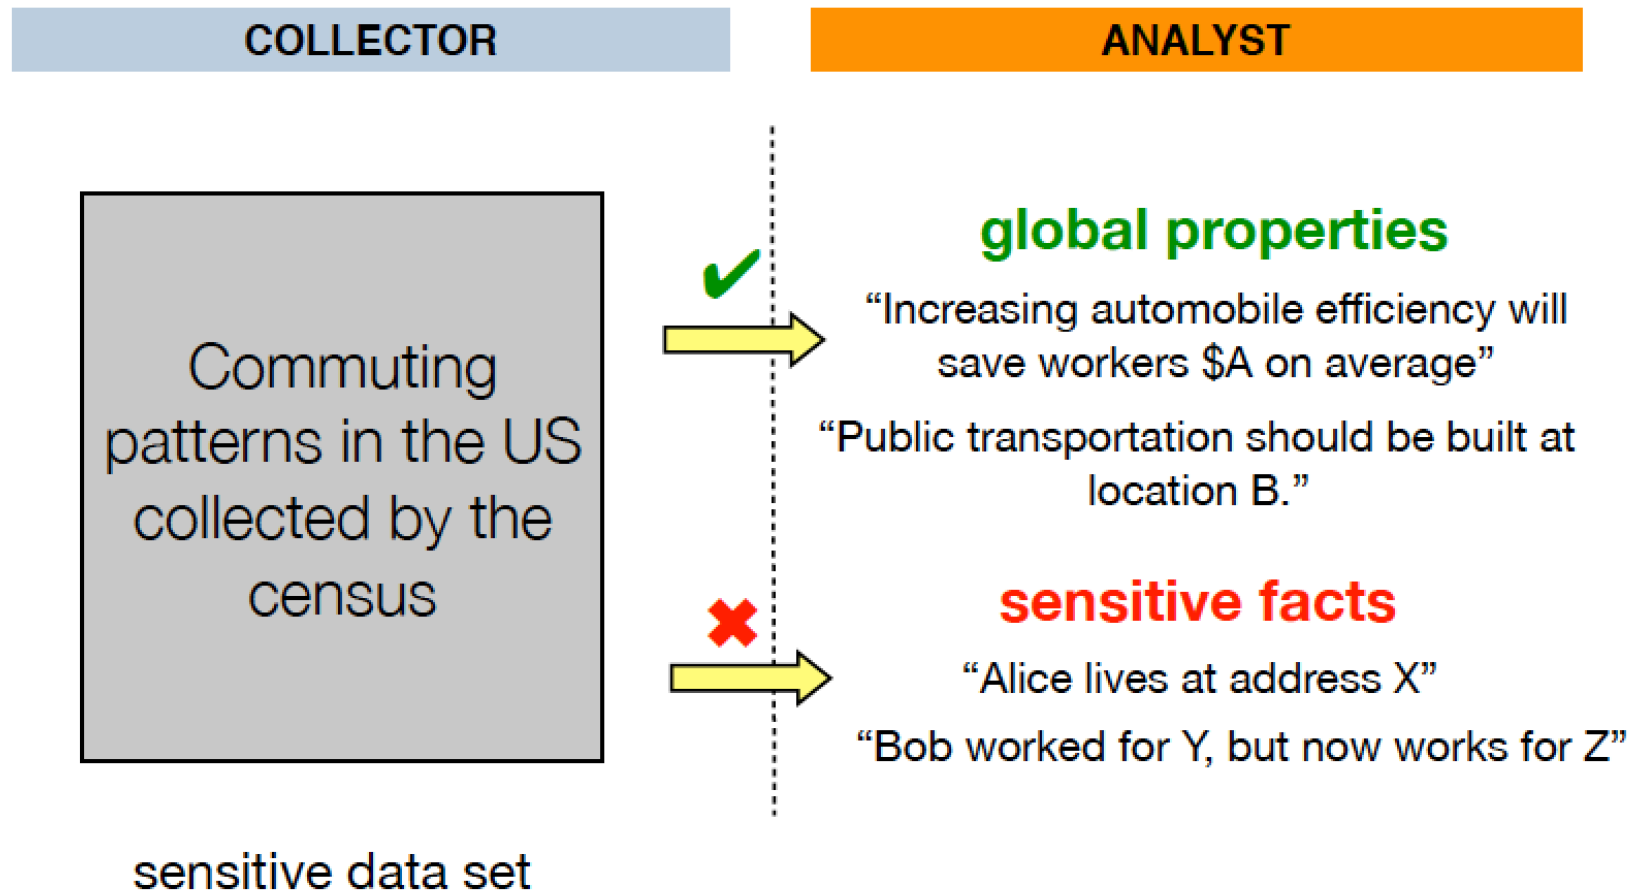 COLLECTOR
ANALYST
Commuting
patterns in the US
collected by the
census
sensitive data set
global properties
“Increasing automobile efficiency will
save workers $A on average”
“Public transportation should be built at
location B.”
sensitive facts
“Alice lives at address X”
“Bob worked for Y, but now works for Z”